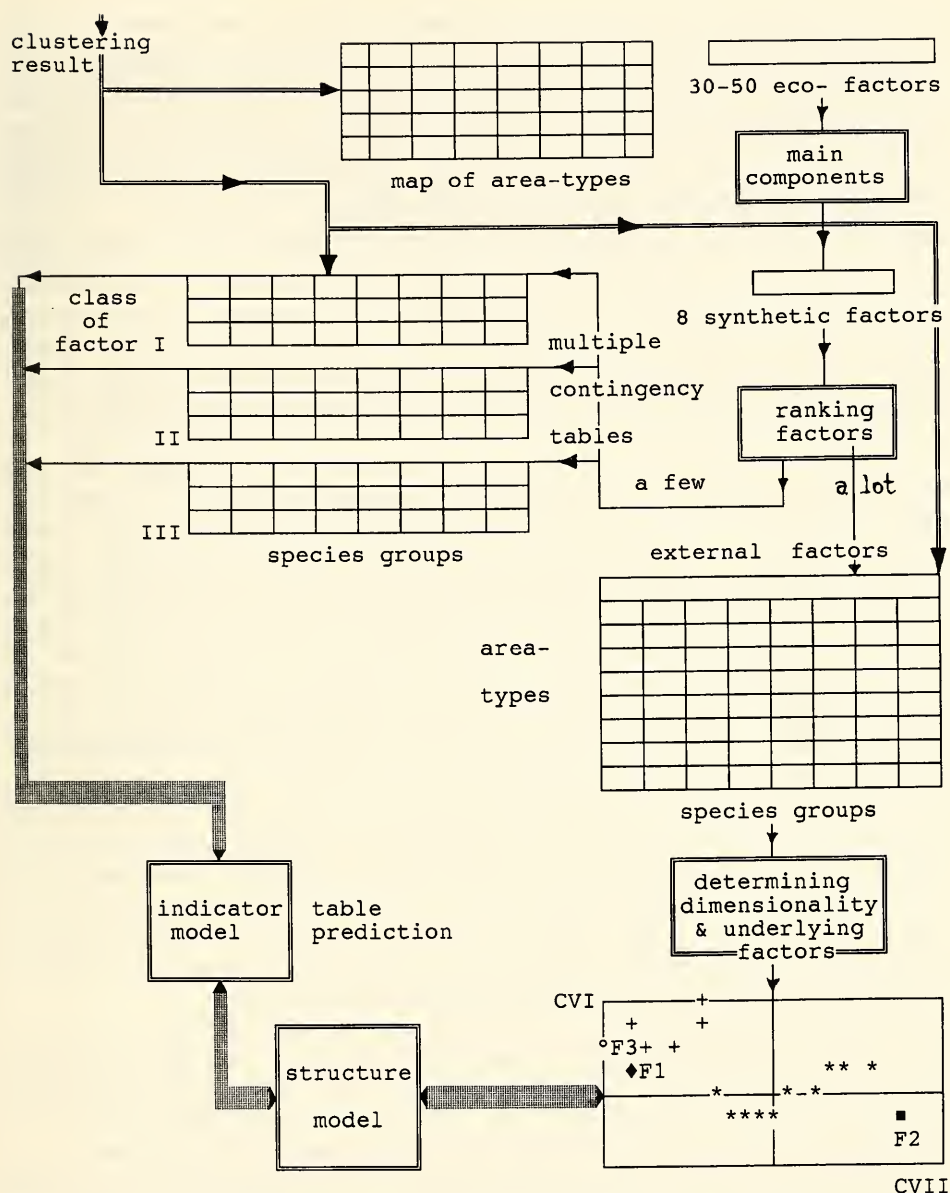 clustering
result
30-50 eco- factors
main
components
map of area-types
8 synthetic factors
class
of
factor I
multiple
contingency
II
tables
III
species groups
ranking
factors
a few
a lot
external factors
area-
types
species groups
determining
dimensionality
& underlying
factors
indicator
model
table
prediction
structure
model
CVI
+
+ +
°F3+ +
♦F1
** *
* *-*
****
■
F2
CVII